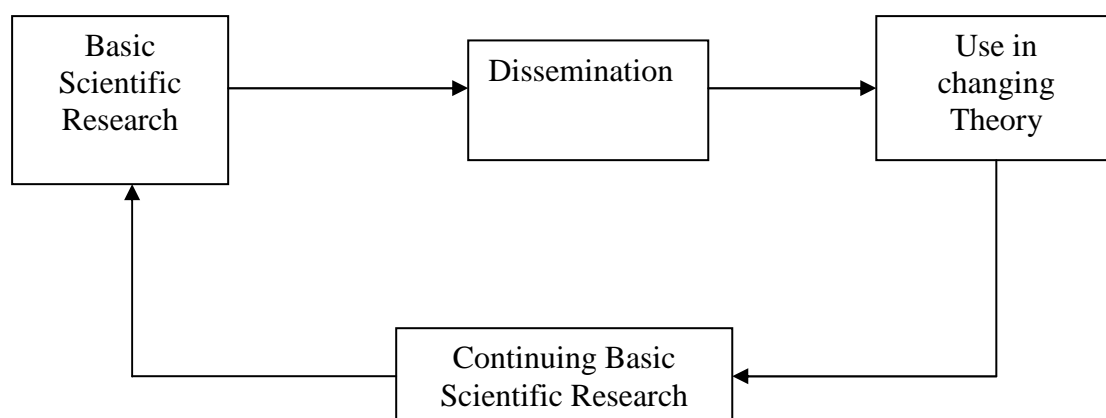 Basic
Scientific
Research
Dissemination
Use in
changing
Theory
Continuing Basic
Scientific Research